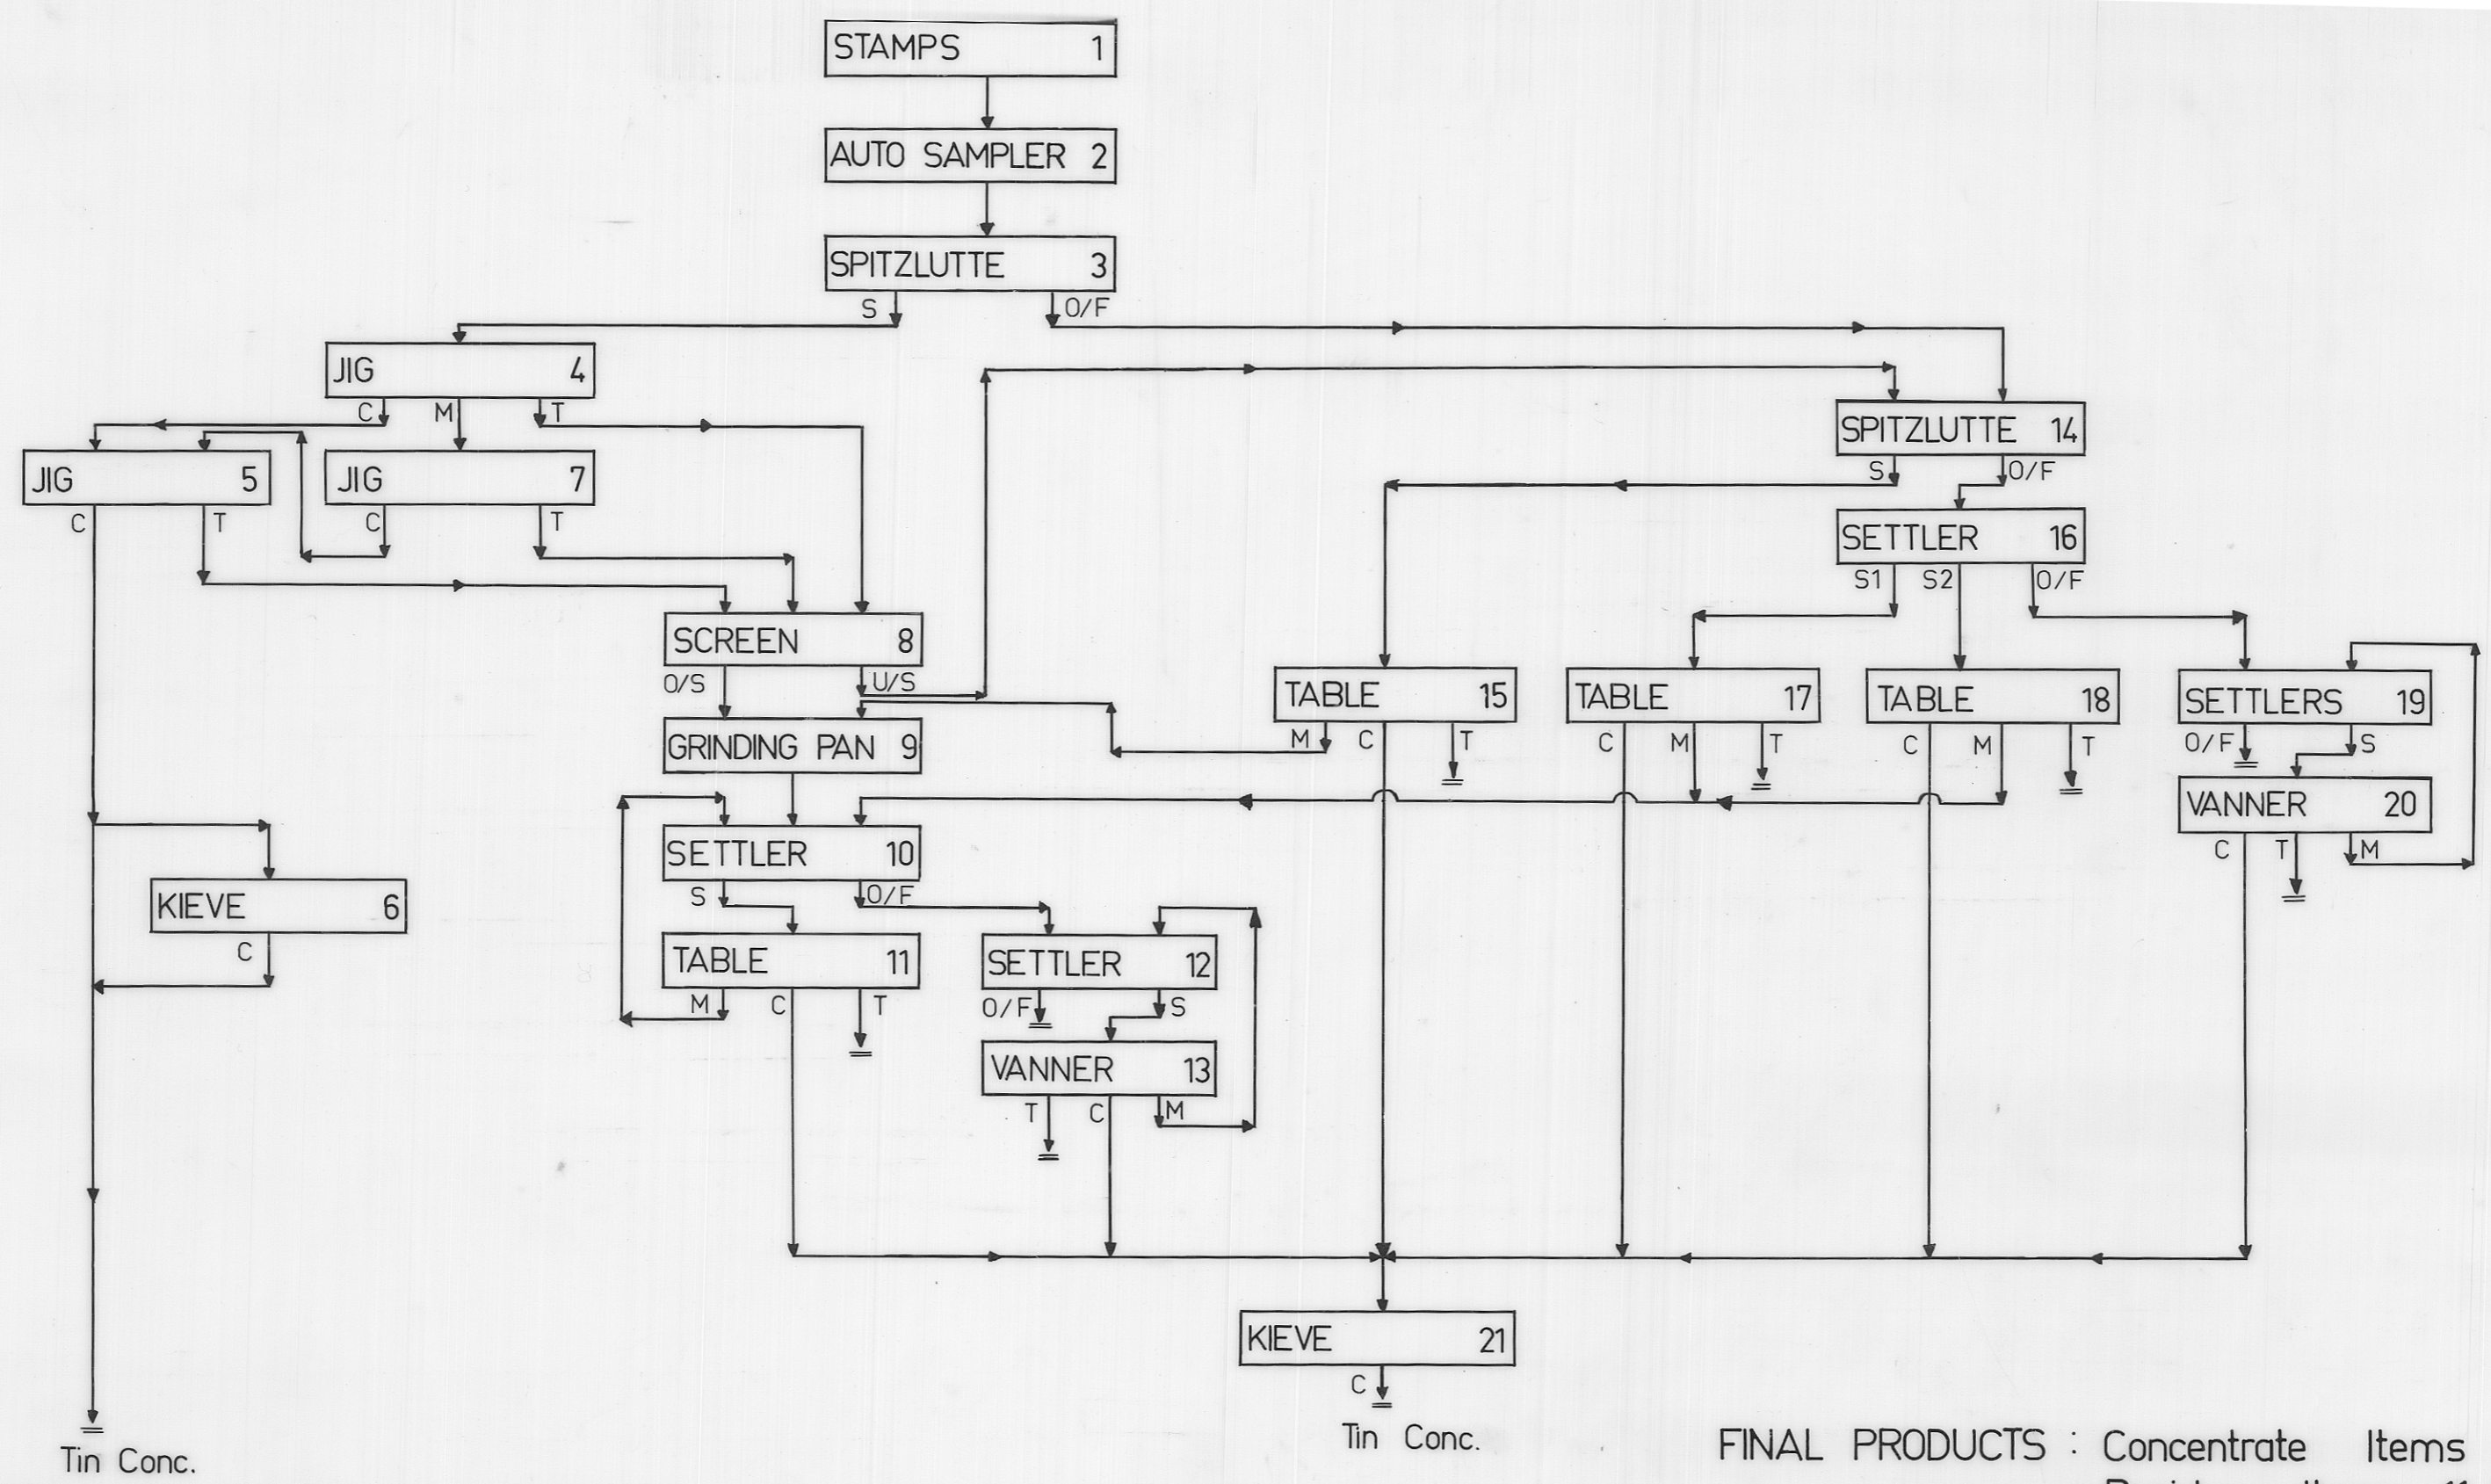 STAMPS 1
AUTO SAMPLER 2
SPITZLUTTE 3
S O/F
JIG 4
C M T
SPITZLUTTE 14
S O/F
JIG 5
JIG 7
C T C T
SETTLER 16
S1 S2 O/F
SCREEN 8
O/S U/S
TABLE 15
TABLE 17
TABLE 18
SETTLERS 19
GRINDING PAN 9
M C T
C M T
C M T
O/F S
VANNER 20
C T M
SETTLER 10
S O/F
KIEVE 6
C
TABLE 11
M C T
SETTLER 12
O/F S
VANNER 13
T C M
KIEVE 21
C
Tin Conc.
Tin Conc.
FINAL PRODUCTS : Concentrate Items